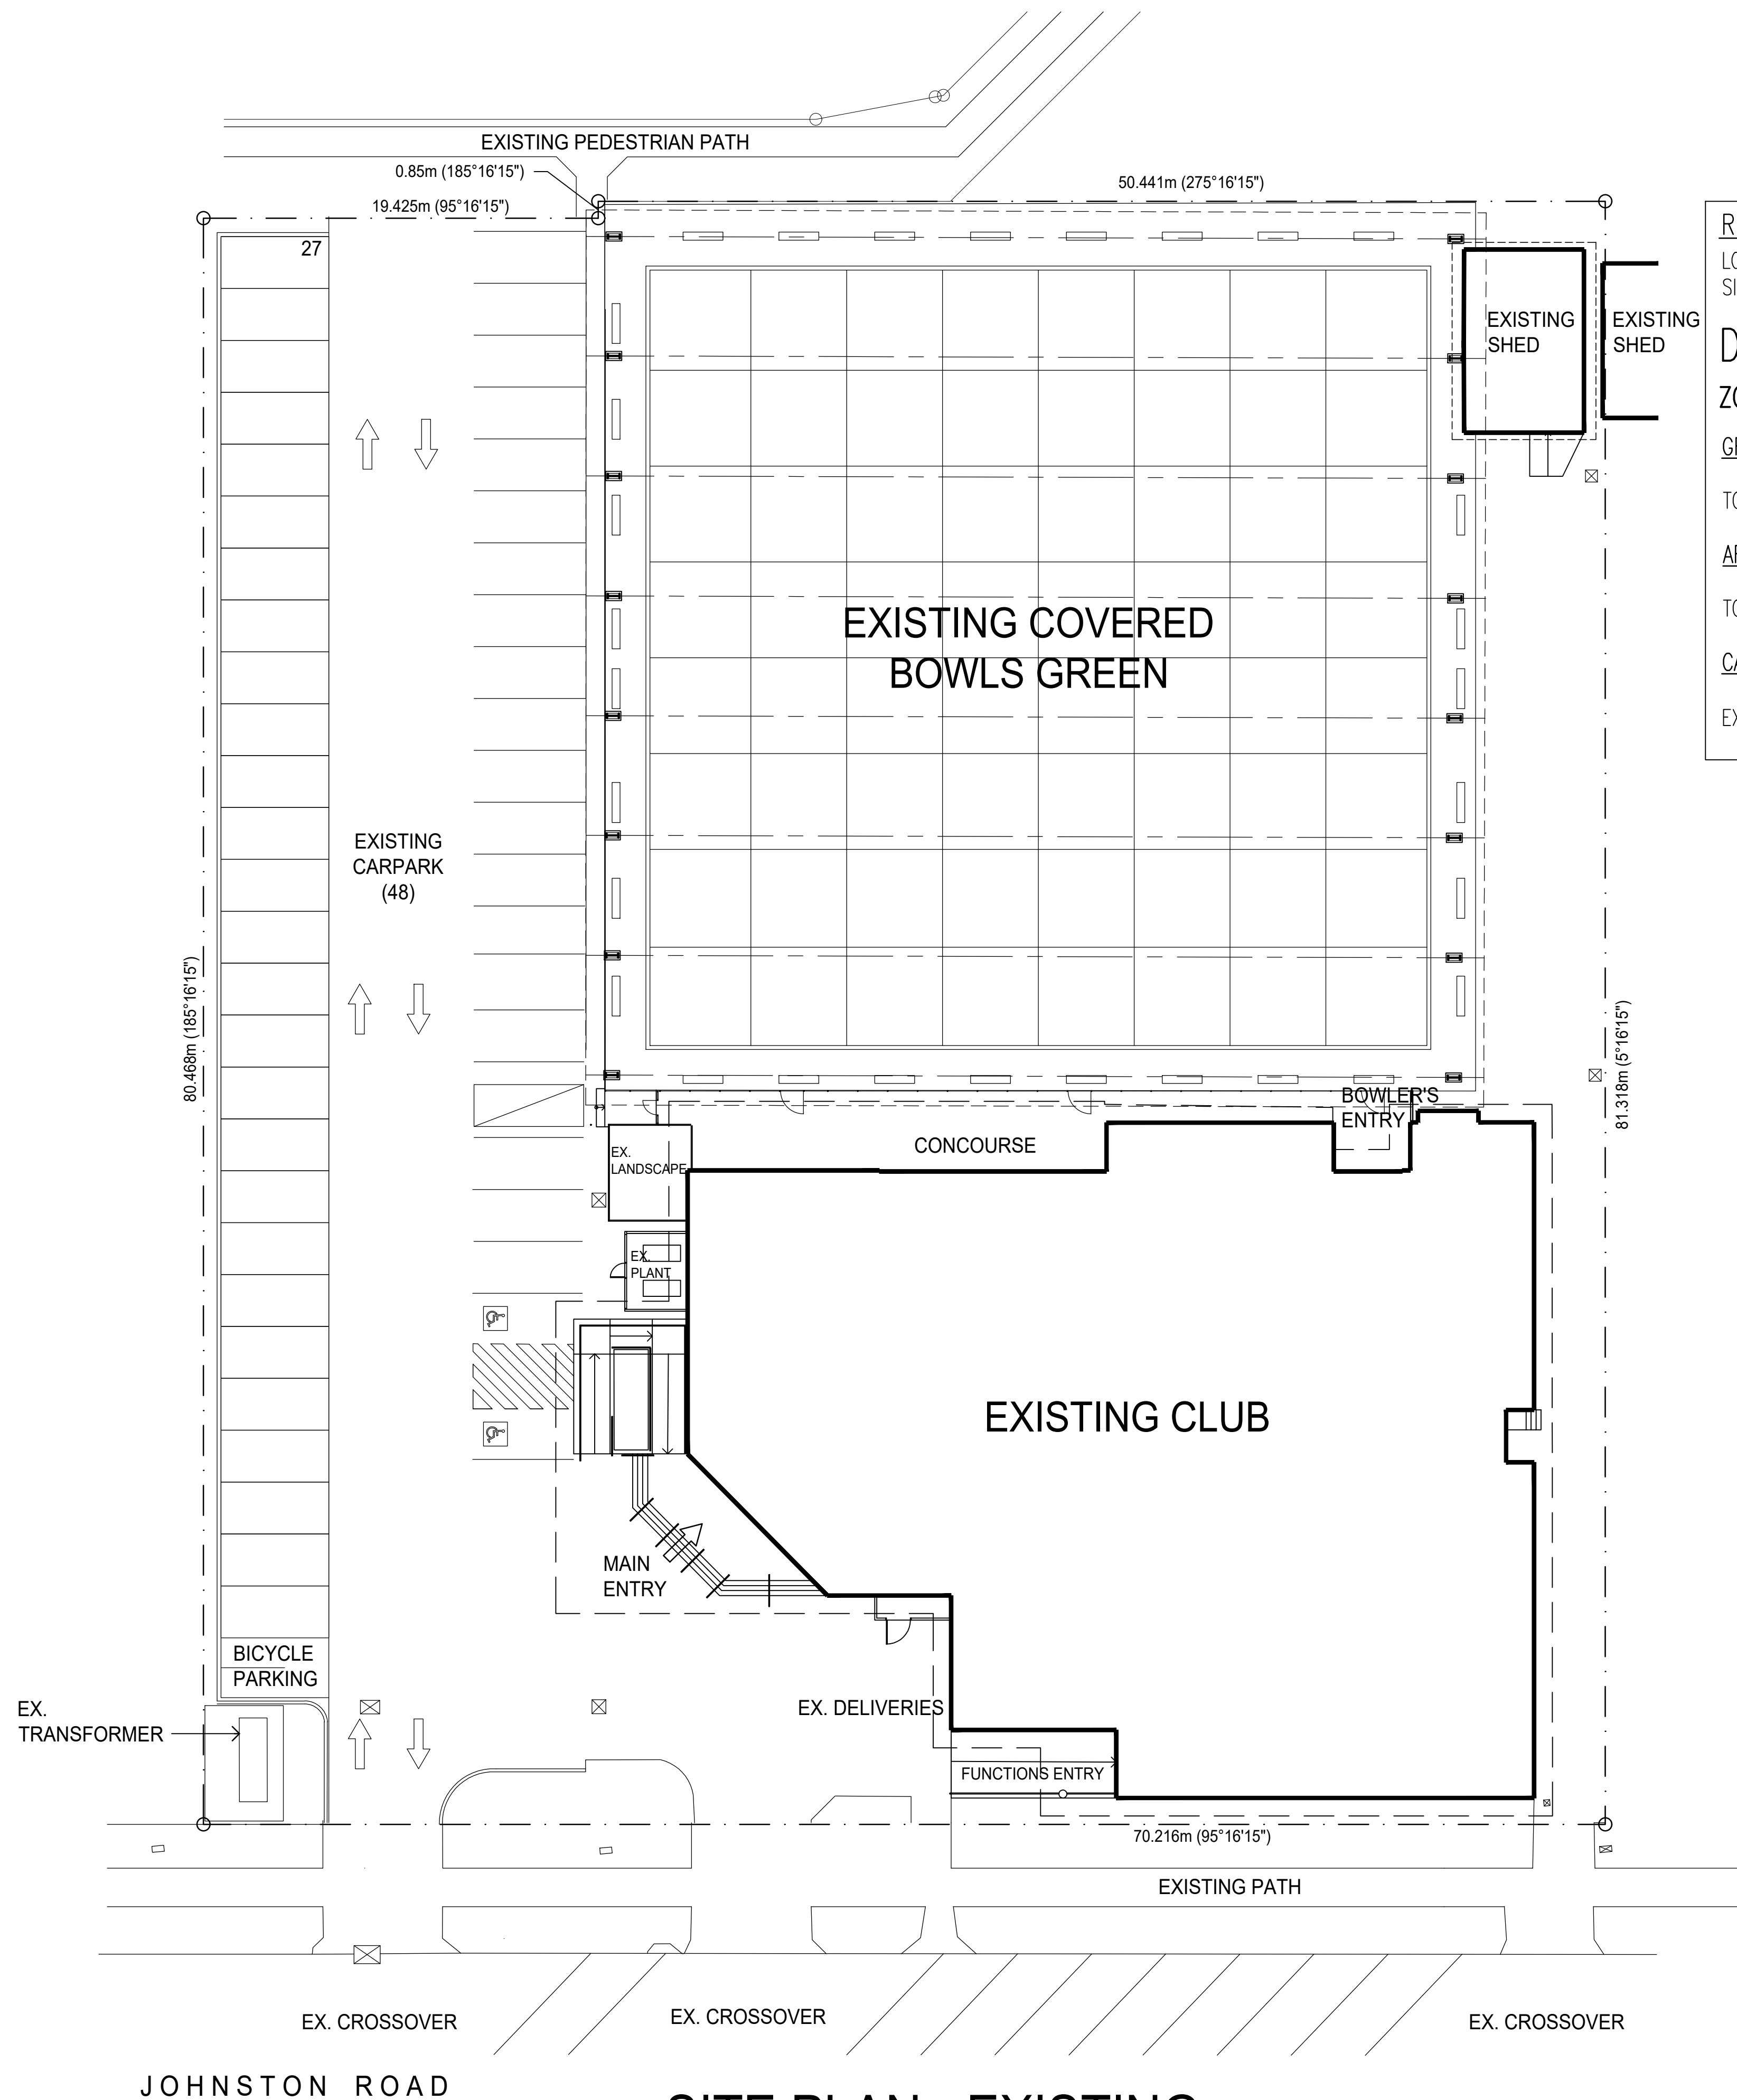 EXISTING PEDESTRIAN PATH
0.85m (185°16'15")
19.425m (95°16'15")
50.441m (275°16'15")
27
EXISTING
SHED
EXISTING
SHED
EXISTING COVERED
BOWLS GREEN
EXISTING
CARPARK
(48)
80.468m (185°16'15")
81.318m (5°16'15")
BOWLER'S
ENTRY
CONCOURSE
EX.
LANDSCAPE
EX.
PLANT
EXISTING CLUB
MAIN
ENTRY
BICYCLE
PARKING
EX.
TRANSFORMER
EX. DELIVERIES
FUNCTIONS ENTRY
70.216m (95°16'15")
EXISTING PATH
EX. CROSSOVER
EX. CROSSOVER
EX. CROSSOVER
JOHNSTON ROAD
SITE PLAN - EXISTING